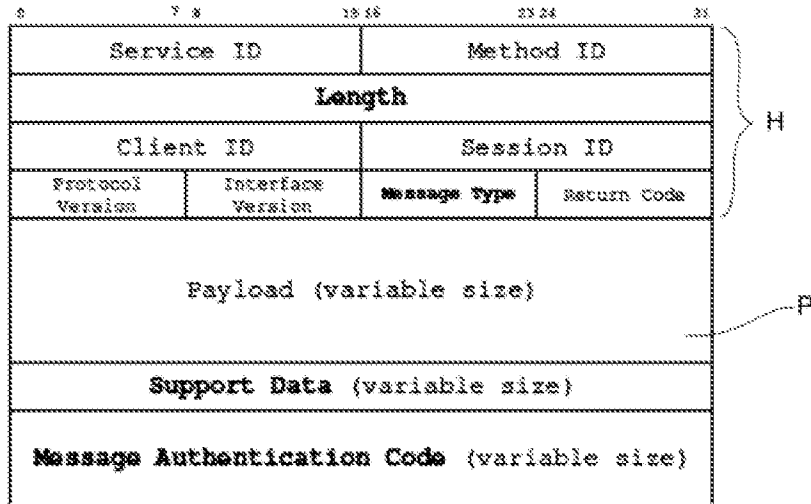 0 7 8 15 16 23 24 31
Service ID Method ID
Length
Client ID Session ID
H
Protocol Version Interface Version Message Type Return Code
Payload (variable size)
P
Support Data (variable size)
Message Authentication Code (variable size)